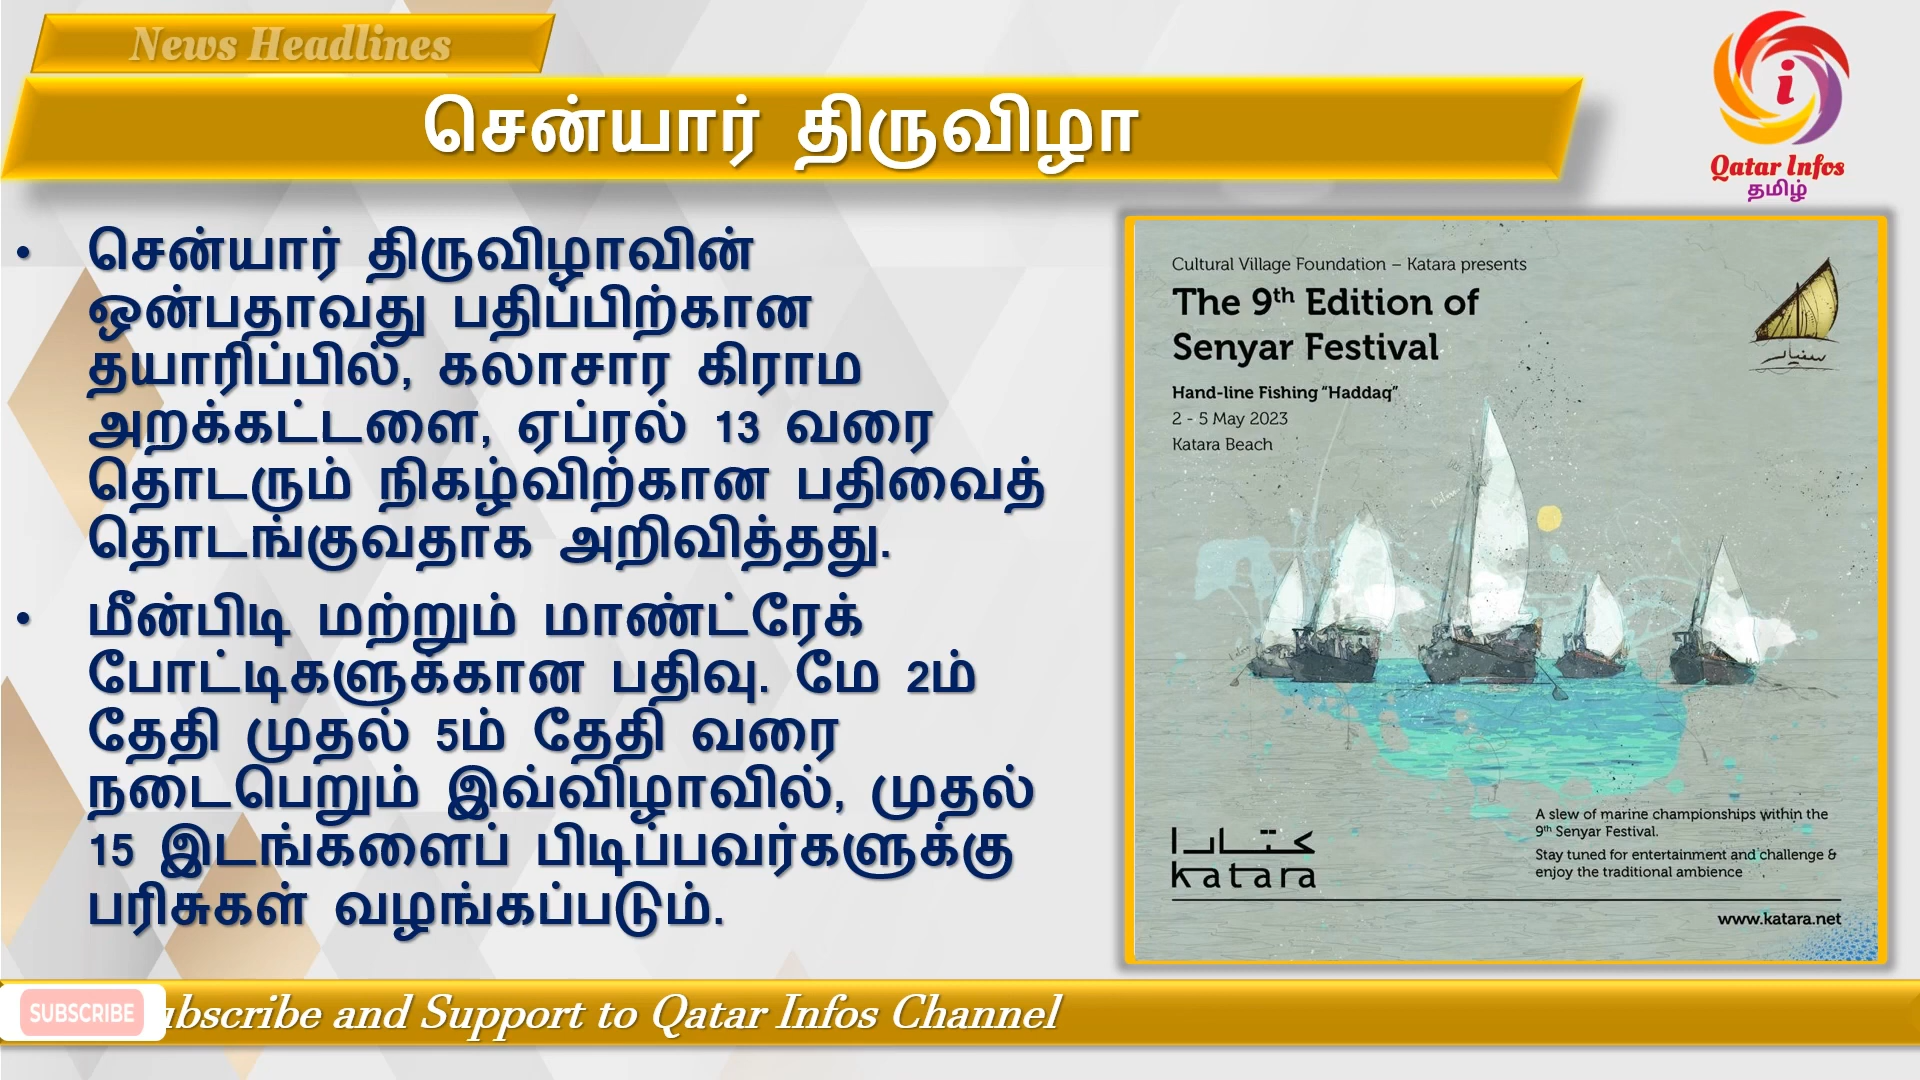 News Headlines
சென்யார் திருவிழா
Qatar Infos
தமிழ்
• சென்யார் திருவிழாவின்
ஒன்பதாவது பதிப்பிற்கான
தயாரிப்பில், கலாசார கிராம
அறக்கட்டளை, ஏப்ரல் 13 வரை
தொடரும் நிகழ்விற்கான பதிவைத்
தொடங்குவதாக அறிவித்தது.
• மீன்பிடி மற்றும் மாண்ட்ரேக்
போட்டிகளுக்கான பதிவு. மே 2ம்
தேதி முதல் 5ம் தேதி வரை
நடைபெறும் இவ்விழாவில், முதல்
15 இடங்களைப் பிடிப்பவர்களுக்கு
பரிசுகள் வழங்கப்படும்.
Cultural Village Foundation – Katara presents
The 9th Edition of
Senyar Festival
Hand-line Fishing "Haddaq"
2 - 5 May 2023
Katara Beach
سنيار
A slew of marine championships within the
9th Senyar Festival.
Stay tuned for entertainment and challenge &
enjoy the traditional ambience
كتارا
katara
www.katara.net
SUBSCRIBE
ubscribe and Support to Qatar Infos Channel